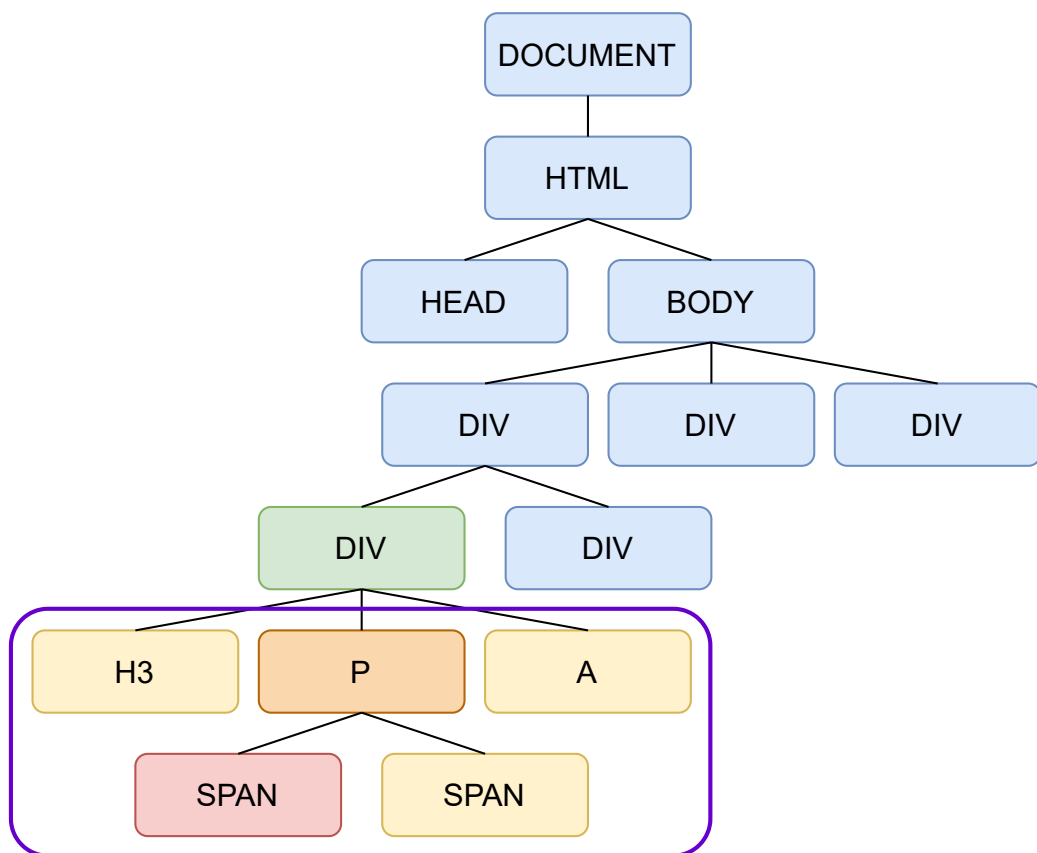 DOCUMENT
HTML
HEAD
BODY
DIV
DIV
DIV
DIV
DIV
H3
P
A
SPAN
SPAN